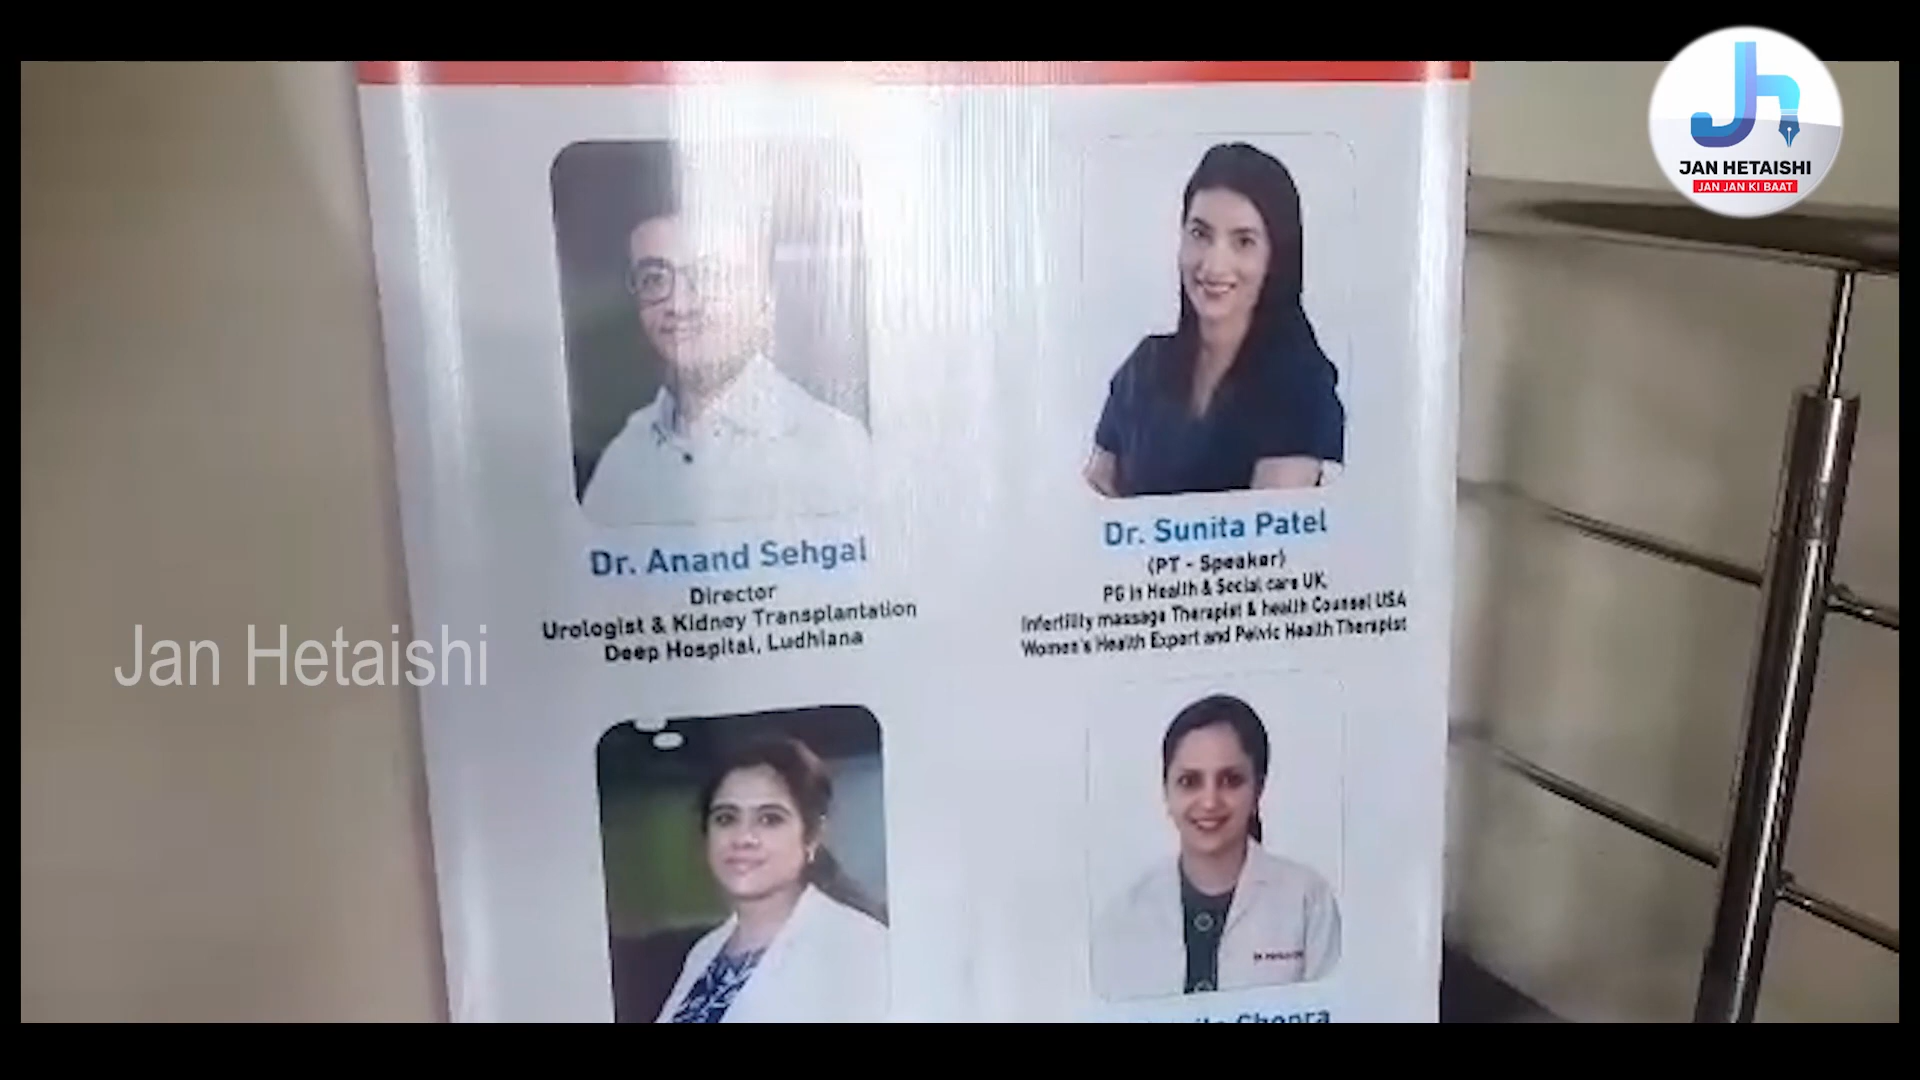 JAN HETAISHI
JAN JAN KI BAAT
Dr. Anand Sehgal
Director
Urologist & Kidney Transplantation
Deep Hospital, Ludhiana
Dr. Sunita Patel
(PT - Speaker)
PG in Health & Social care UK,
Infertility massage Therapist & health Counsel USA
Women's Health Expert and Pelvic Health Therapist
Jan Hetaishi
Chopra